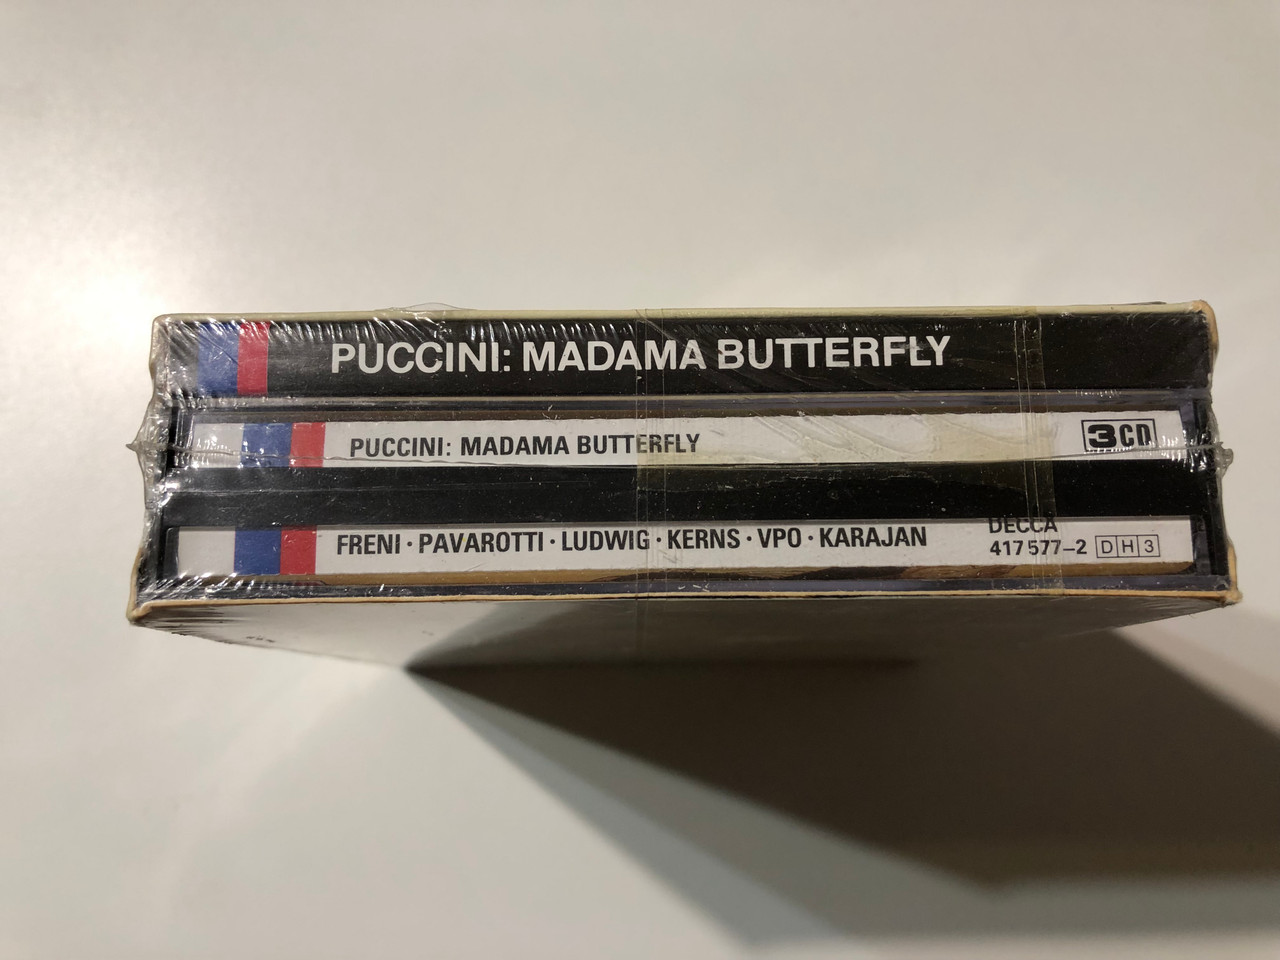 PUCCINI: MADAMA BUTTERFLY
PUCCINI: MADAMA BUTTERFLY
3CD
FRENI · PAVAROTTI · LUDWIG · KERNS · VPO · KARAJAN
DECCA
417 577–2 DH3